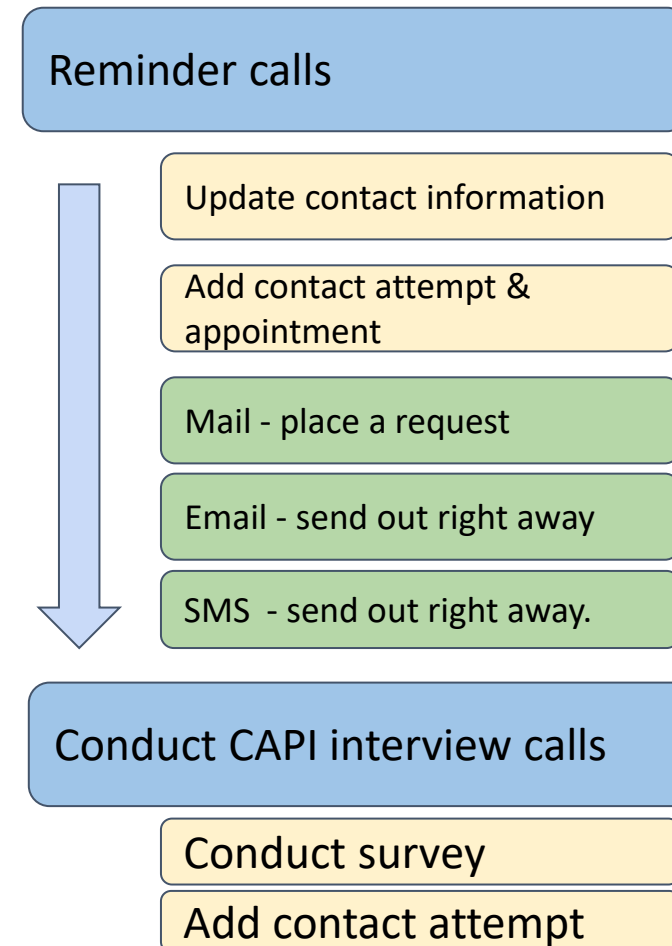 Reminder calls
Update contact information
Add contact attempt &
appointment
Mail - place a request
Email - send out right away
SMS  - send out right away.
Conduct CAPI interview calls
Conduct survey
Add contact attempt